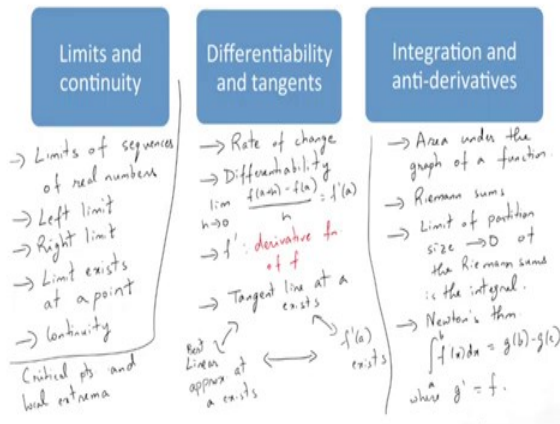 Limits and
continuity
→ Limits of sequences
of real numbers
→ Left limit
→ Right limit
→ Limit exists
at a point
→ Continuity
Critical pts and
local extrema
Differentiability
and tangents
→ Rate of change
→ Differentiability
lim h→0 (f(a+h) - f(a))/h = f'(a)
→ f' : derivative fn
of f
→ Tangent line at a
exists
Best
Linear
approx at
a exists
f'(a)
exists
Integration and
anti-derivatives
→ Area under the
graph of a function.
→ Riemann sums
→ Limit of partition
size → 0 of
the Riemann sums
is the integral.
→ Newton's thm.
∫_a^b f(x)dx = g(b) - g(a)
where g' = f.